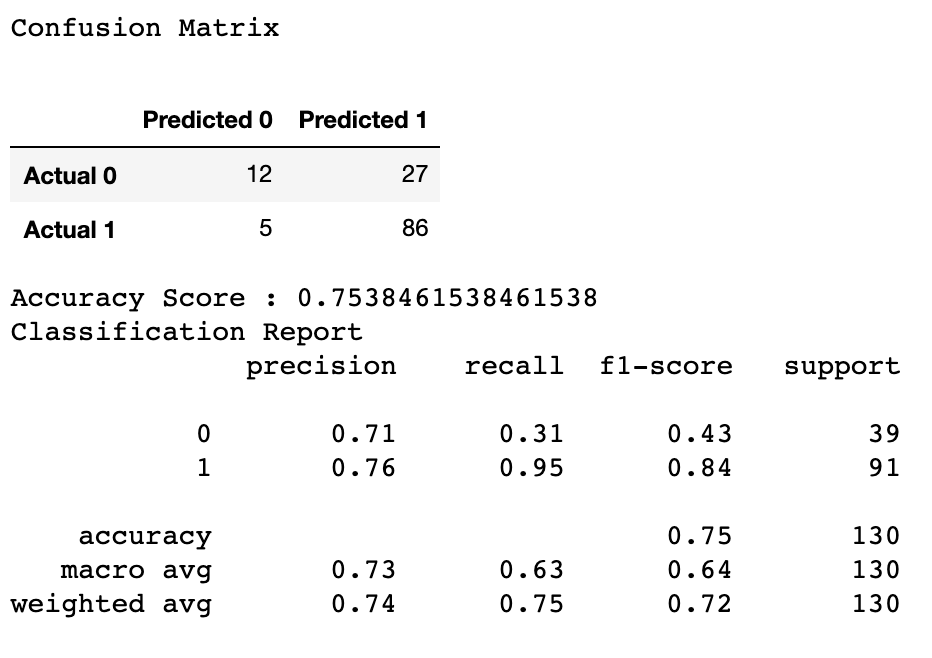 Confusion Matrix
Predicted 0 Predicted 1
Actual 0 12 27
Actual 1 5 86
Accuracy Score : 0.7538461538461538
Classification Report
precision recall f1-score support
0 0.71 0.31 0.43 39
1 0.76 0.95 0.84 91
accuracy 0.75 130
macro avg 0.73 0.63 0.64 130
weighted avg 0.74 0.75 0.72 130